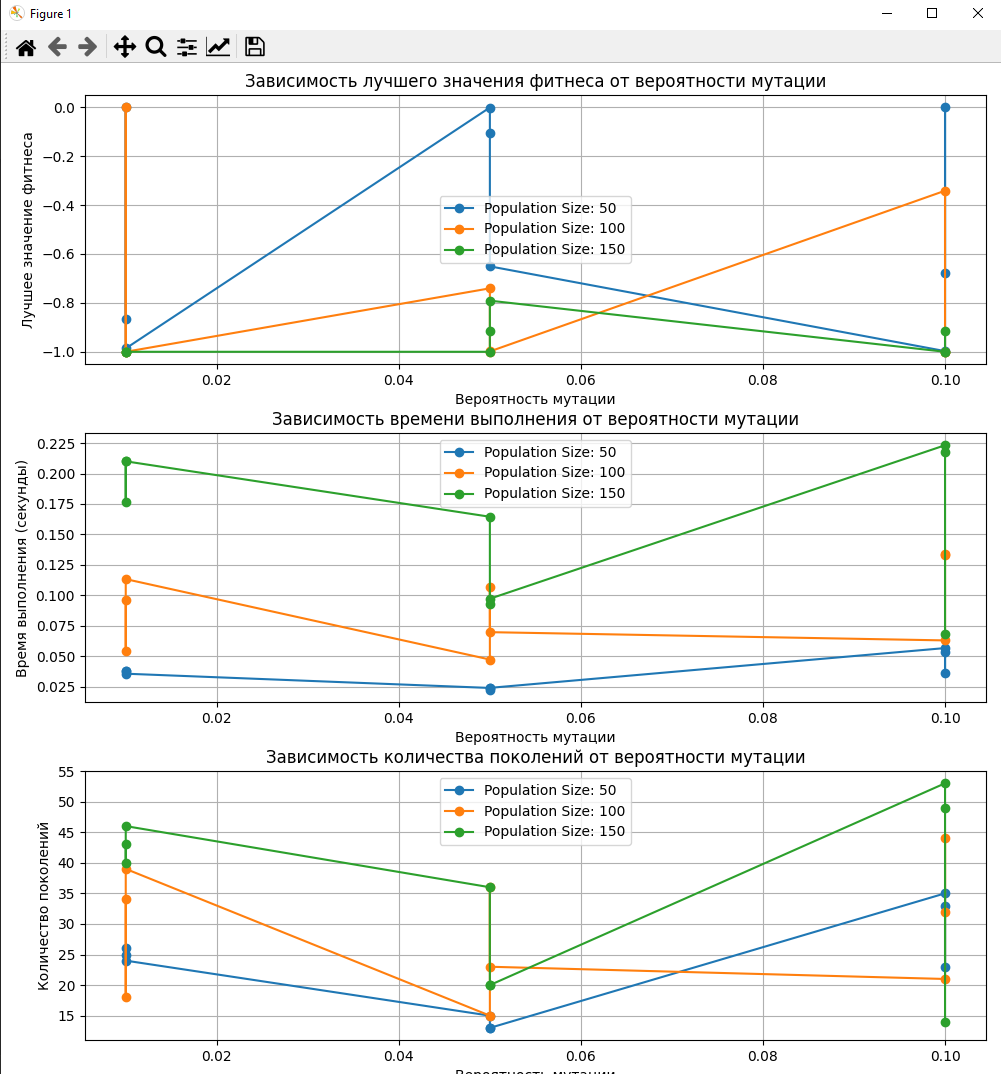 Figure 1
Зависимость лучшего значения фитнеса от вероятности мутации
Лучшее значение фитнеса
0.0
−0.2
−0.4
−0.6
−0.8
−1.0
Population Size: 50
Population Size: 100
Population Size: 150
0.02 0.04 0.06 0.08 0.10
Вероятность мутации
Зависимость времени выполнения от вероятности мутации
Время выполнения (секунды)
0.225
0.200
0.175
0.150
0.125
0.100
0.075
0.050
0.025
Population Size: 50
Population Size: 100
Population Size: 150
0.02 0.04 0.06 0.08 0.10
Вероятность мутации
Зависимость количества поколений от вероятности мутации
Количество поколений
55
50
45
40
35
30
25
20
15
Population Size: 50
Population Size: 100
Population Size: 150
0.02 0.04 0.06 0.08 0.10
Вероятность мутации